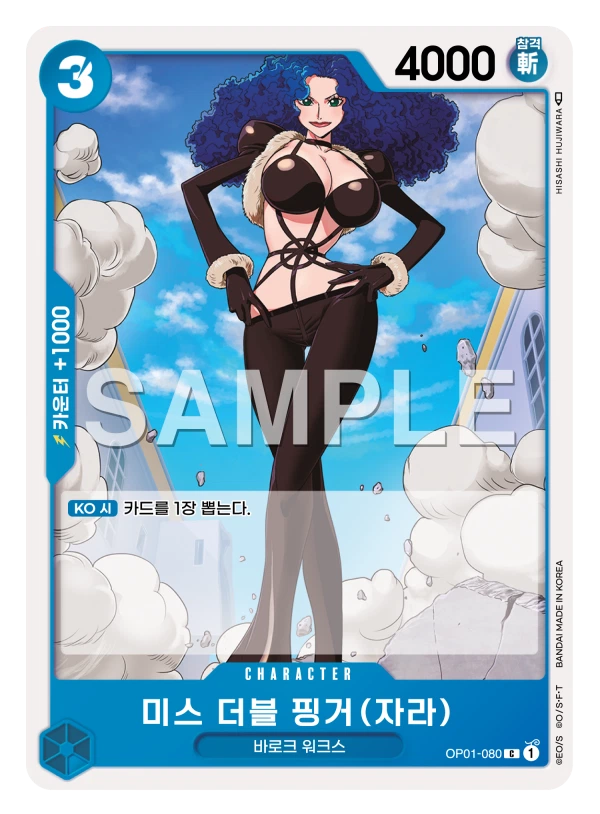 3
4000
참격
斬
HISASHI HUJIWARA
카운터 +1000
SAMPLE
KO 시 카드를 1장 뽑는다.
CHARACTER
미스 더블 핑거(자라)
바로크 워크스
OP01-080 C 1
©EO/S ©O/S·F·T BANDAI MADE IN KOREA